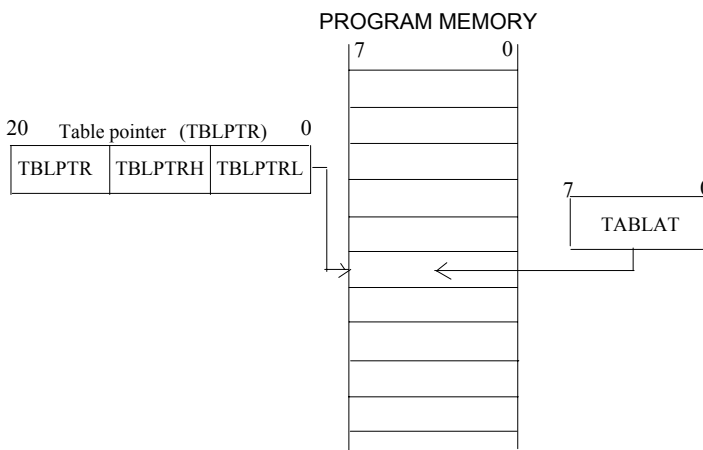 PROGRAM MEMORY
7 0
20 Table pointer (TBLPTR) 0
TBLPTR TBLPTRH TBLPTRL
7
TABLAT